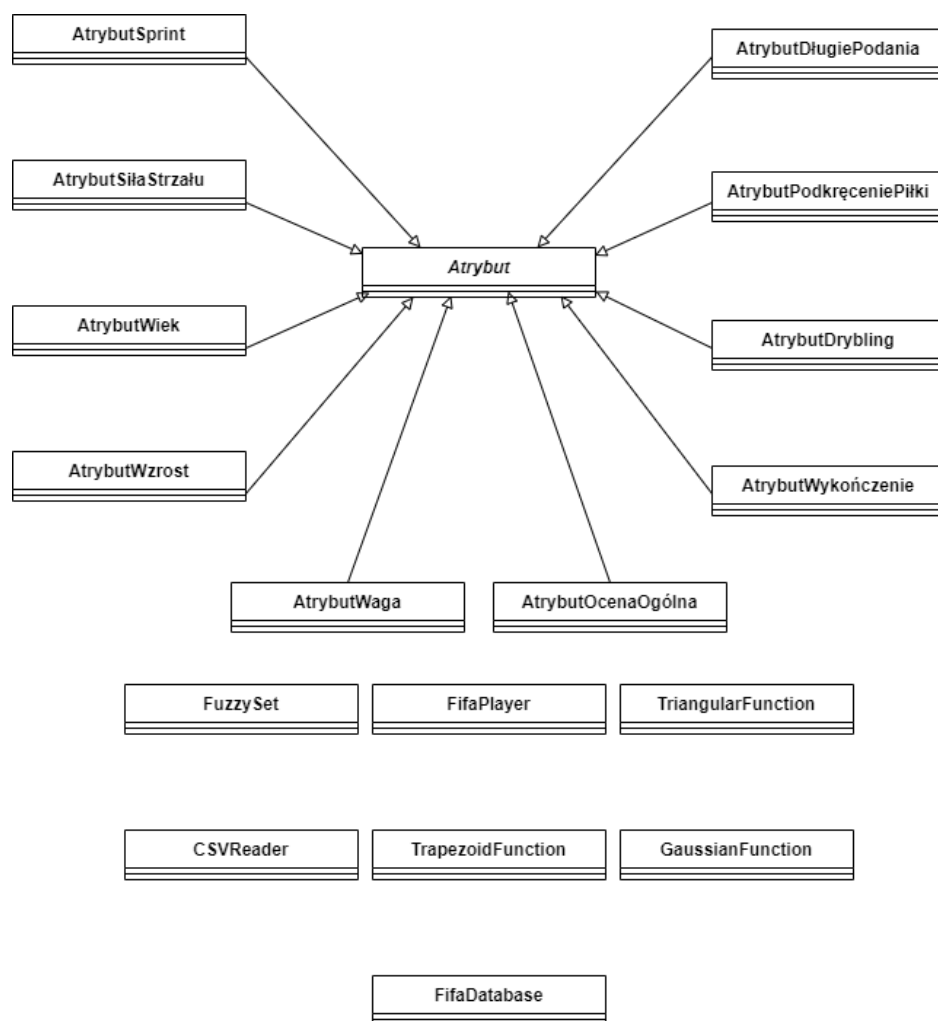 AtrybutSprint
AtrybutDługiePodania
AtrybutSiłaStrzału
AtrybutPodkręceniePiłki
Atrybut
AtrybutWiek
AtrybutDrybling
AtrybutWzrost
AtrybutWykończenie
AtrybutWaga
AtrybutOcenaOgólna
FuzzySet
FifaPlayer
TriangularFunction
CSVReader
TrapezoidFunction
GaussianFunction
FifaDatabase